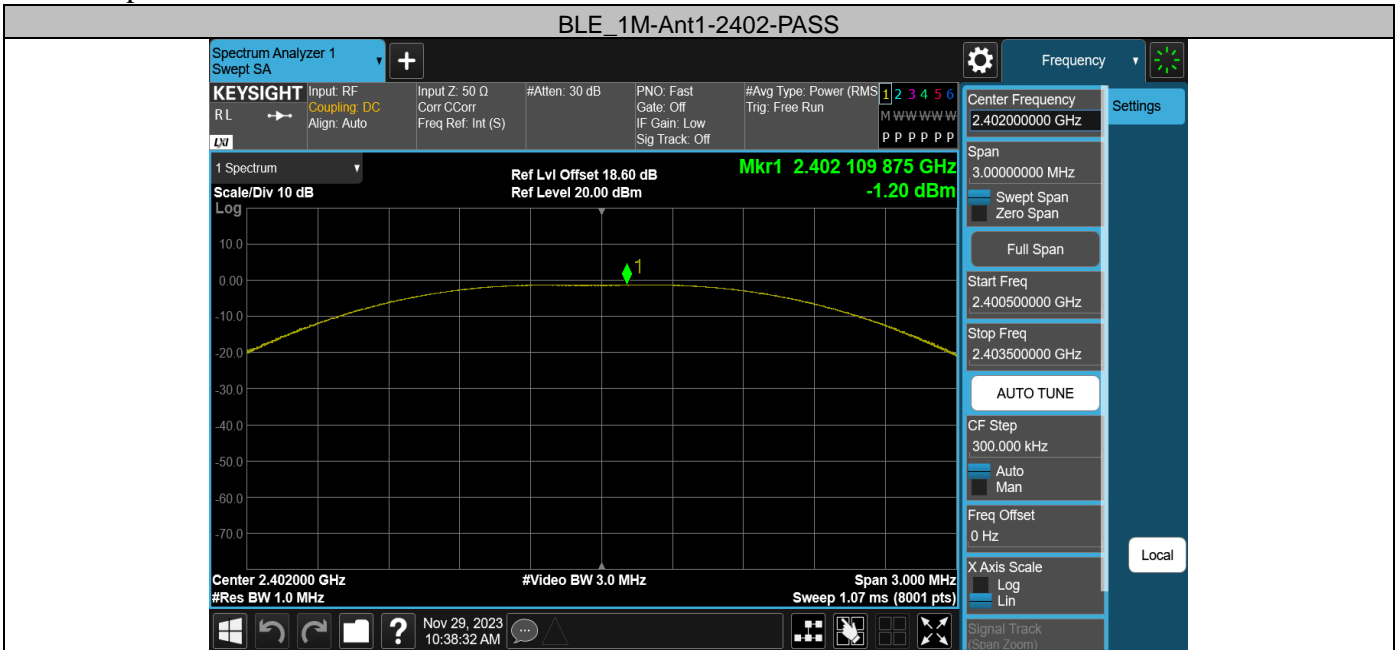 BLE_1M-Ant1-2402-PASS
Spectrum Analyzer 1
Swept SA
Frequency
KEYSIGHT
RL
LXI
Input: RF
Coupling: DC
Align: Auto
Input Z: 50 Ω
Corr CCorr
Freq Ref: Int (S)
#Atten: 30 dB
PNO: Fast
Gate: Off
IF Gain: Low
Sig Track: Off
#Avg Type: Power (RMS
Trig: Free Run
1 2 3 4 5 6
M W W W W W
P P P P P P
1 Spectrum
Scale/Div 10 dB
Log
Ref Lvl Offset 18.60 dB
Ref Level 20.00 dBm
Mkr1 2.402 109 875 GHz
-1.20 dBm
1
10.0
0.00
-10.0
-20.0
-30.0
-40.0
-50.0
-60.0
-70.0
Center 2.402000 GHz
#Res BW 1.0 MHz
#Video BW 3.0 MHz
Span 3.000 MHz
Sweep 1.07 ms (8001 pts)
?
Nov 29, 2023
10:38:32 AM
Center Frequency
2.402000000 GHz
Settings
Span
3.00000000 MHz
Swept Span
Zero Span
Full Span
Start Freq
2.400500000 GHz
Stop Freq
2.403500000 GHz
AUTO TUNE
CF Step
300.000 kHz
Auto
Man
Freq Offset
0 Hz
X Axis Scale
Log
Lin
Local
Signal Track
(Span Zoom)